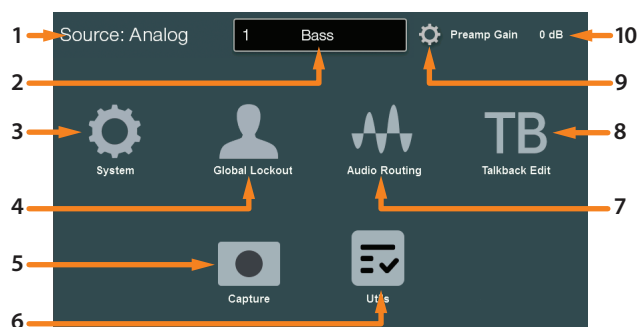 1 Source: Analog 1 Bass Preamp Gain 0 dB 10
2 9
3 TB 8
System Global Lockout Audio Routing Talkback Edit
4 7
5
Capture Utils
6